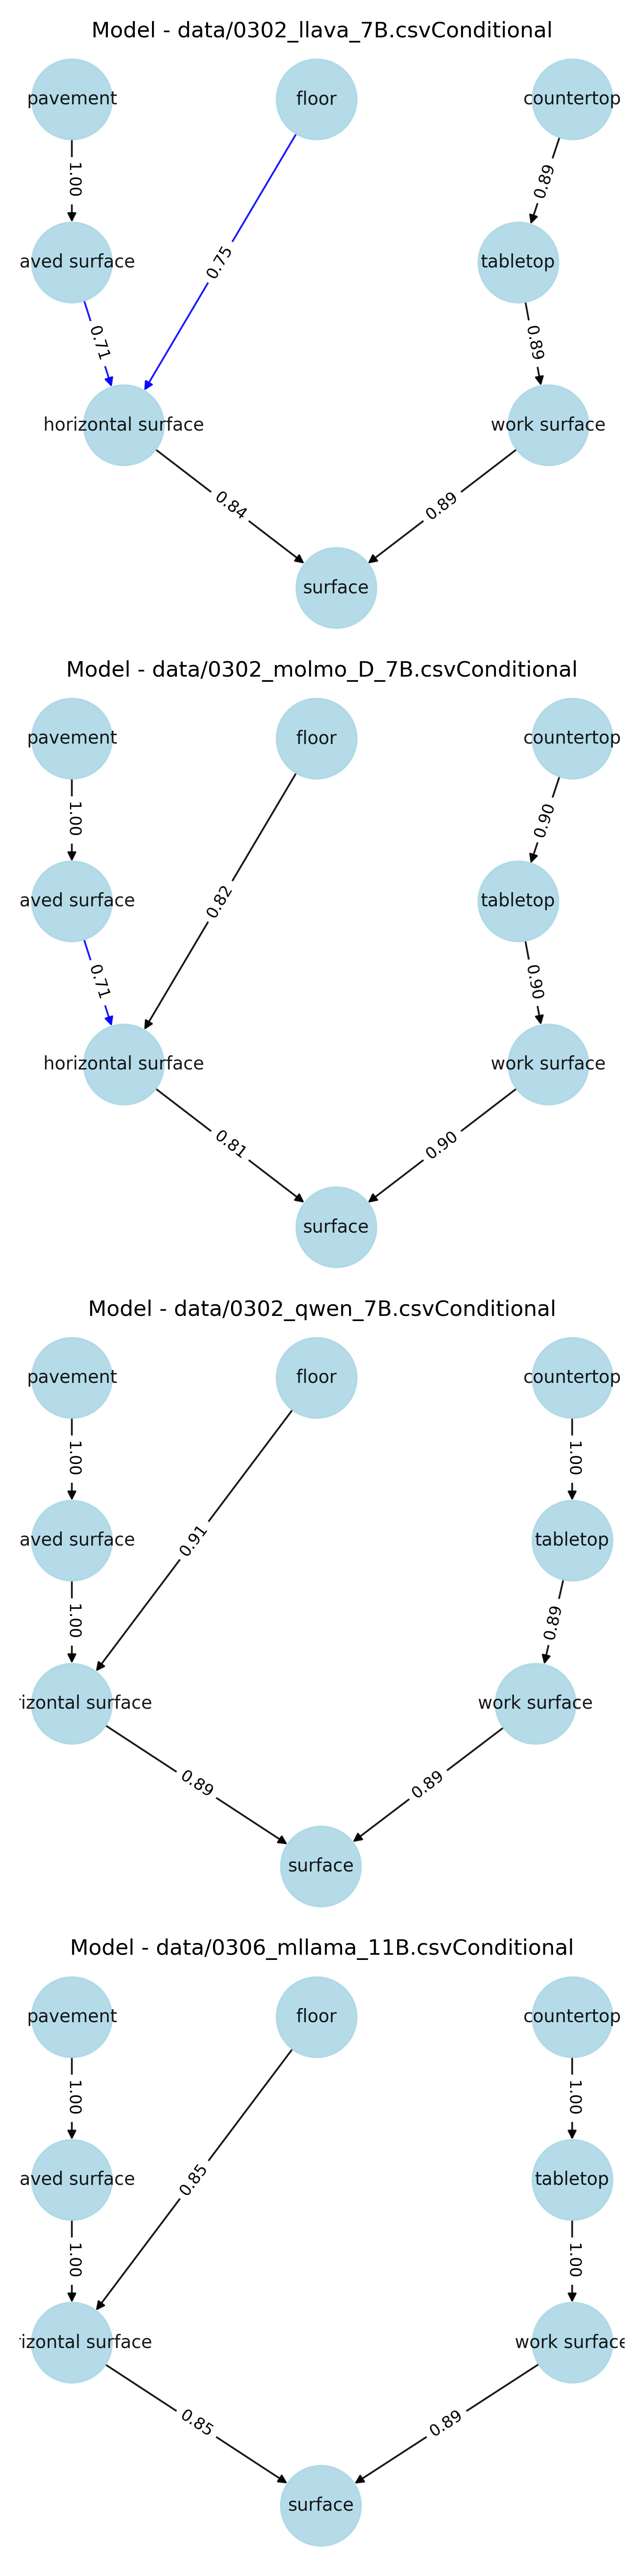 Model - data/0302_llava_7B.csvConditional
pavement floor countertop
1.00 0.89
aved surface tabletop
0.75
0.71 0.89
horizontal surface work surface
0.84 0.89
surface
Model - data/0302_molmo_D_7B.csvConditional
pavement floor countertop
1.00 0.90
aved surface tabletop
0.82
0.71 0.90
horizontal surface work surface
0.81 0.90
surface
Model - data/0302_qwen_7B.csvConditional
pavement floor countertop
1.00 1.00
aved surface tabletop
0.91
1.00 0.89
rizontal surface work surface
0.89 0.89
surface
Model - data/0306_mllama_11B.csvConditional
pavement floor countertop
1.00 1.00
aved surface tabletop
0.85
1.00 1.00
rizontal surface work surface
0.85 0.89
surface